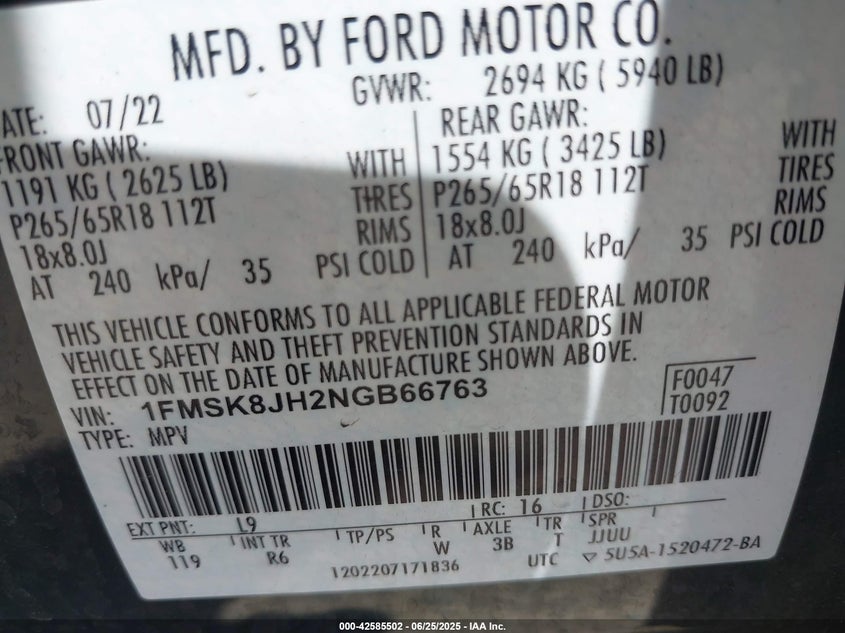 MFD. BY FORD MOTOR CO.
ATE: 07/22 GVWR: 2694 KG ( 5940 LB)
FRONT GAWR: REAR GAWR:
1191 KG ( 2625 LB) WITH 1554 KG ( 3425 LB) WITH
P265/65R18 112T TIRES P265/65R18 112T TIRES
18x8.0J RIMS 18x8.0J RIMS
AT 240 kPa/ 35 PSI COLD AT 240 kPa/ 35 PSI COLD
THIS VEHICLE CONFORMS TO ALL APPLICABLE FEDERAL MOTOR
VEHICLE SAFETY AND THEFT PREVENTION STANDARDS IN
EFFECT ON THE DATE OF MANUFACTURE SHOWN ABOVE.
VIN: 1FMSK8JH2NGB66763 F0047
TYPE: MPV T0092
EXT PNT: 19 RC: 16 DSO:
WB INT TR TP/PS R AXLE TR SPR
119 R6 W 3B T JJUU
1202207171836 UTC 5U5A-1520472-BA
000-42585502 - 06/25/2025 - IAA Inc.